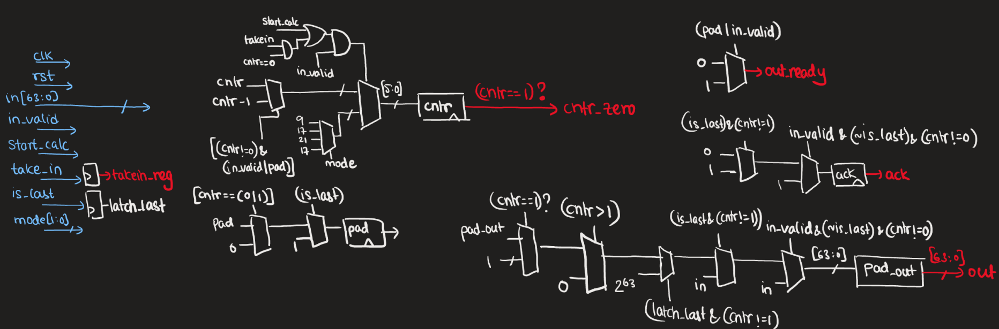 clk
rst
in[63:0]
in_valid
start_calc
take_in
takein_reg
is_last
latch_last
mode[1:0]
start_calc
takein
cntr==0
in_valid
cntr
cntr-1
[(cntr!=0)&
(in_valid|pad)]
9
17
21
17
mode
[5:0]
cntr
(cntr==1)?
cntr_zero
[cntr==(0|1)]
(is_last)
pad
0
1
pad
(pad|in_valid)
0
1
out_ready
(is_last)&(cntr!=1)
in_valid & (~is_last)& (cntr!=0)
0
1
1
ack
ack
(cntr==1)?
(cntr>1)
pad_out
1
0
2^63
(latch_last & (cntr!=1)
(is_last&(cntr!=1))
in
in_valid&(~is_last)&(cntr!=0)
in
[63:0]
pad_out
[63:0]
out